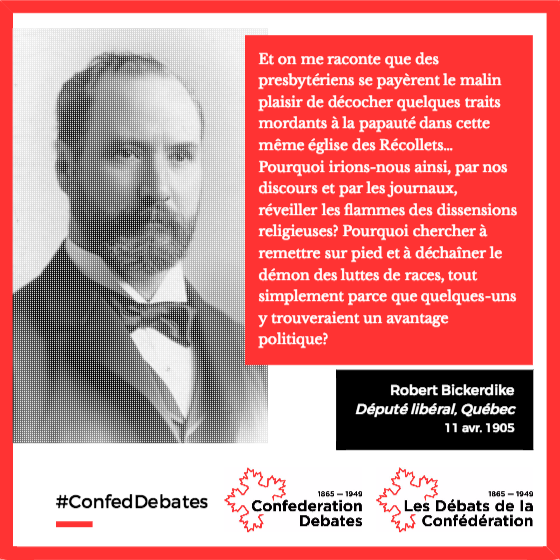 Et on me raconte que des
presbytériens se payèrent le malin
plaisir de décocher quelques traits
mordants à la papauté dans cette
même église des Récollets...
Pourquoi irions-nous ainsi, par nos
discours et par les journaux,
réveiller les flammes des dissensions
religieuses? Pourquoi chercher à
remettre sur pied et à déchaîner le
démon des luttes de races, tout
simplement parce que quelques-uns
y trouveraient un avantage
politique?
Robert Bickerdike
Député libéral, Québec
11 avr. 1905
#ConfedDebates
1865 — 1949
Confederation
Debates
1865 — 1949
Les Débats de la
Confédération